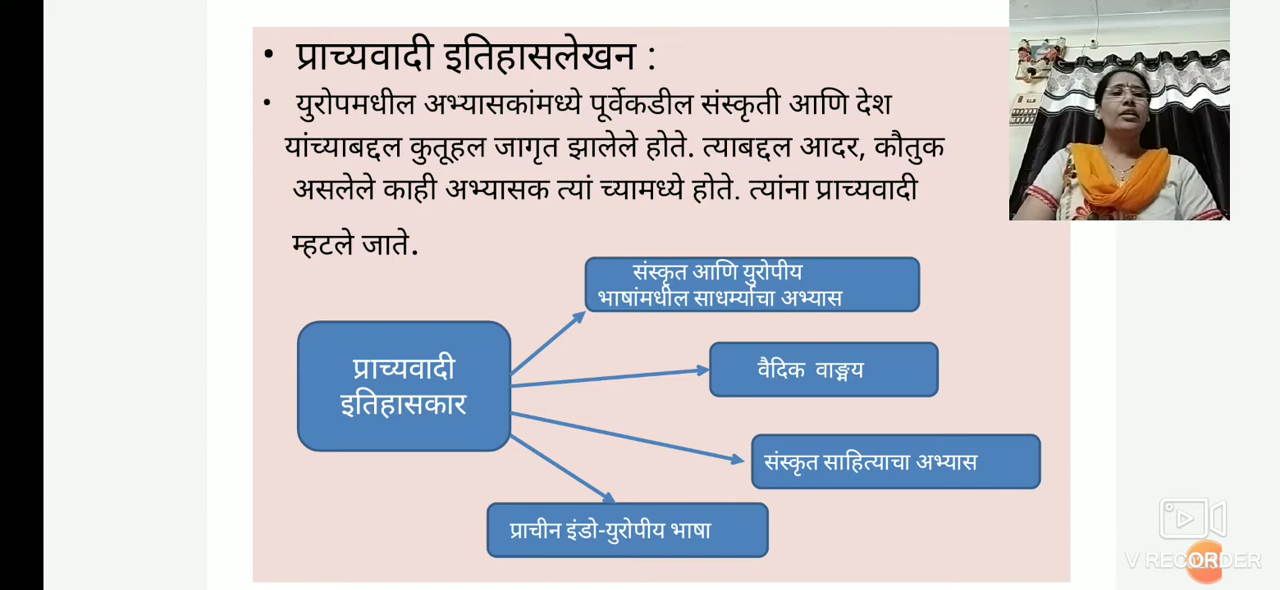 • प्राच्यवादी इतिहासलेखन :
• युरोपमधील अभ्यासकांमध्ये पूर्वेकडील संस्कृती आणि देश
यांच्याबद्दल कुतूहल जागृत झालेले होते. त्याबद्दल आदर, कौतुक
असलेले काही अभ्यासक त्यां च्यामध्ये होते. त्यांना प्राच्यवादी
म्हटले जाते.
संस्कृत आणि युरोपीय
भाषांमधील साधर्म्याचा अभ्यास
प्राच्यवादी
इतिहासकार
वैदिक वाङ्मय
संस्कृत साहित्याचा अभ्यास
प्राचीन इंडो-युरोपीय भाषा
V RECORDER